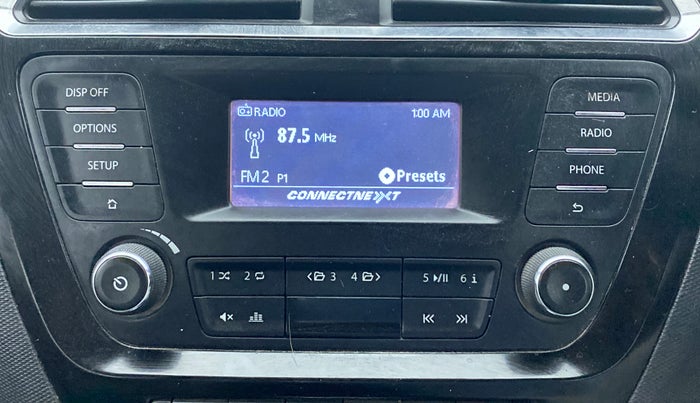 DISP OFF
OPTIONS
SETUP
RADIO 1:00 AM
87.5 MHz
FM2 P1 Presets
CONNECTNEXT
MEDIA
RADIO
PHONE
1 2
3 4
5 6 i